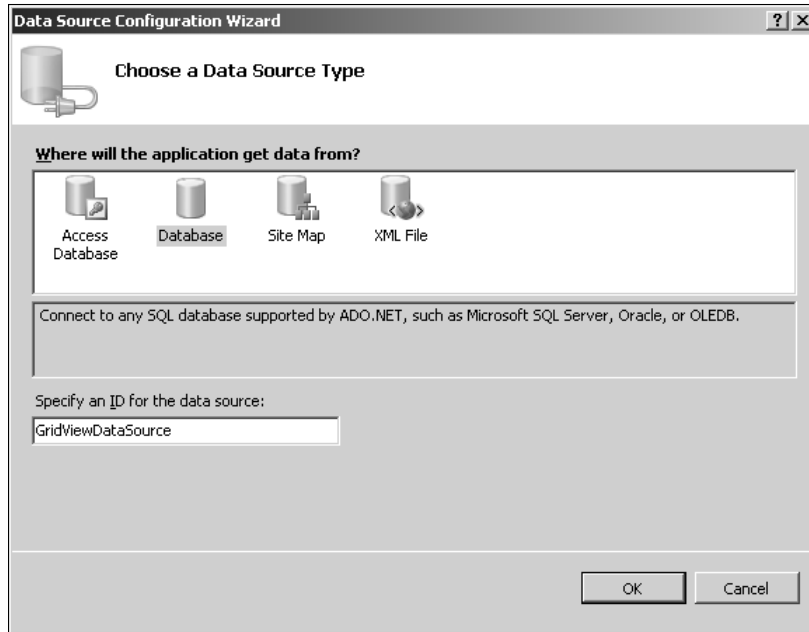 Data Source Configuration Wizard
Choose a Data Source Type
Where will the application get data from?
Access
Database
Database
Site Map
XML File
Connect to any SQL database supported by ADO.NET, such as Microsoft SQL Server, Oracle, or OLEDB.
Specify an ID for the data source:
GridViewDataSource
OK
Cancel